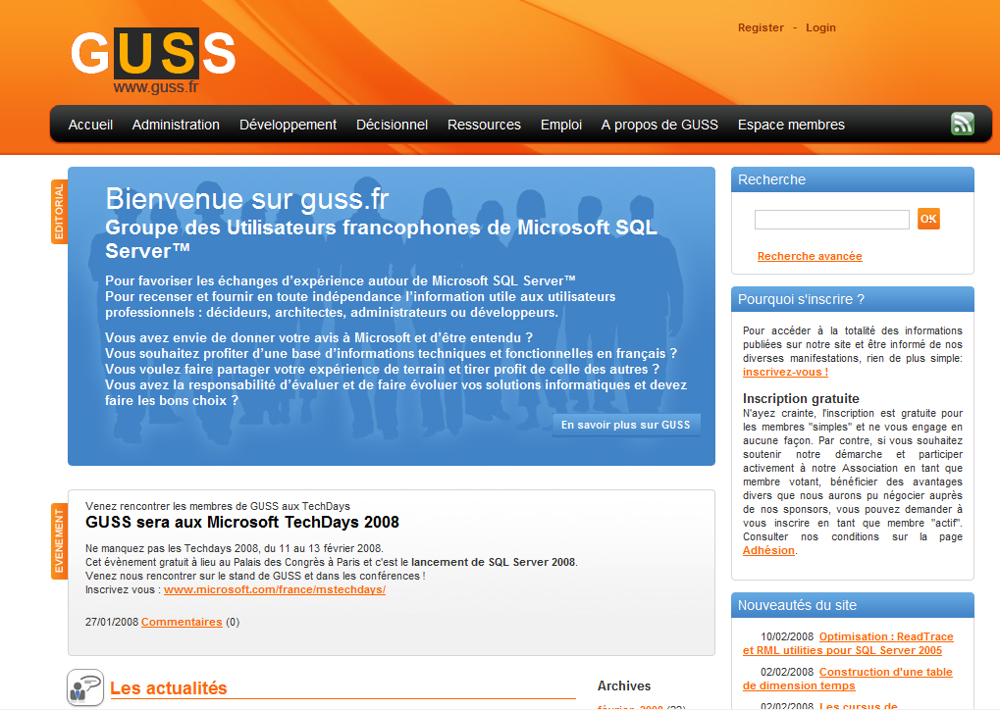 Register - Login
GUSS
www.guss.fr
Accueil Administration Développement Décisionnel Ressources Emploi A propos de GUSS Espace membres
EDITORIAL
Bienvenue sur guss.fr
Groupe des Utilisateurs francophones de Microsoft SQL
Server™
Pour favoriser les échanges d’expérience autour de Microsoft SQL Server™
Pour recenser et fournir en toute indépendance l’information utile aux utilisateurs
professionnels : décideurs, architectes, administrateurs ou développeurs.
Vous avez envie de donner votre avis à Microsoft et d’être entendu ?
Vous souhaitez profiter d’une base d’informations techniques et fonctionnelles en français ?
Vous voulez faire partager votre expérience de terrain et tirer profit de celle des autres ?
Vous avez la responsabilité d’évaluer et de faire évoluer vos solutions informatiques et devez
faire les bons choix ?
En savoir plus sur GUSS
EVENEMENT
Venez rencontrer les membres de GUSS aux TechDays
GUSS sera aux Microsoft TechDays 2008
Ne manquez pas les Techdays 2008, du 11 au 13 février 2008.
Cet évènement gratuit à lieu au Palais des Congrès à Paris et c'est le lancement de SQL Server 2008.
Venez nous rencontrer sur le stand de GUSS et dans les conférences !
Inscrivez vous : www.microsoft.com/france/mstechdays/
27/01/2008 Commentaires (0)
Les actualités
Archives
février, 2008 (23)
Recherche
OK
Recherche avancée
Pourquoi s'inscrire ?
Pour accéder à la totalité des informations
publiées sur notre site et être informé de nos
diverses manifestations, rien de plus simple:
inscrivez-vous !
Inscription gratuite
N'ayez crainte, l'inscription est gratuite pour
les membres "simples" et ne vous engage en
aucune façon. Par contre, si vous souhaitez
soutenir notre démarche et participer
activement à notre Association en tant que
membre votant, bénéficier des avantages
divers que nous aurons pu négocier auprès
de nos sponsors, vous pouvez demander à
vous inscrire en tant que membre "actif".
Consulter nos conditions sur la page
Adhésion.
Nouveautés du site
10/02/2008 Optimisation : ReadTrace
et RML utilities pour SQL Server 2005
02/02/2008 Construction d'une table
de dimension temps
02/02/2008 Les cursus de